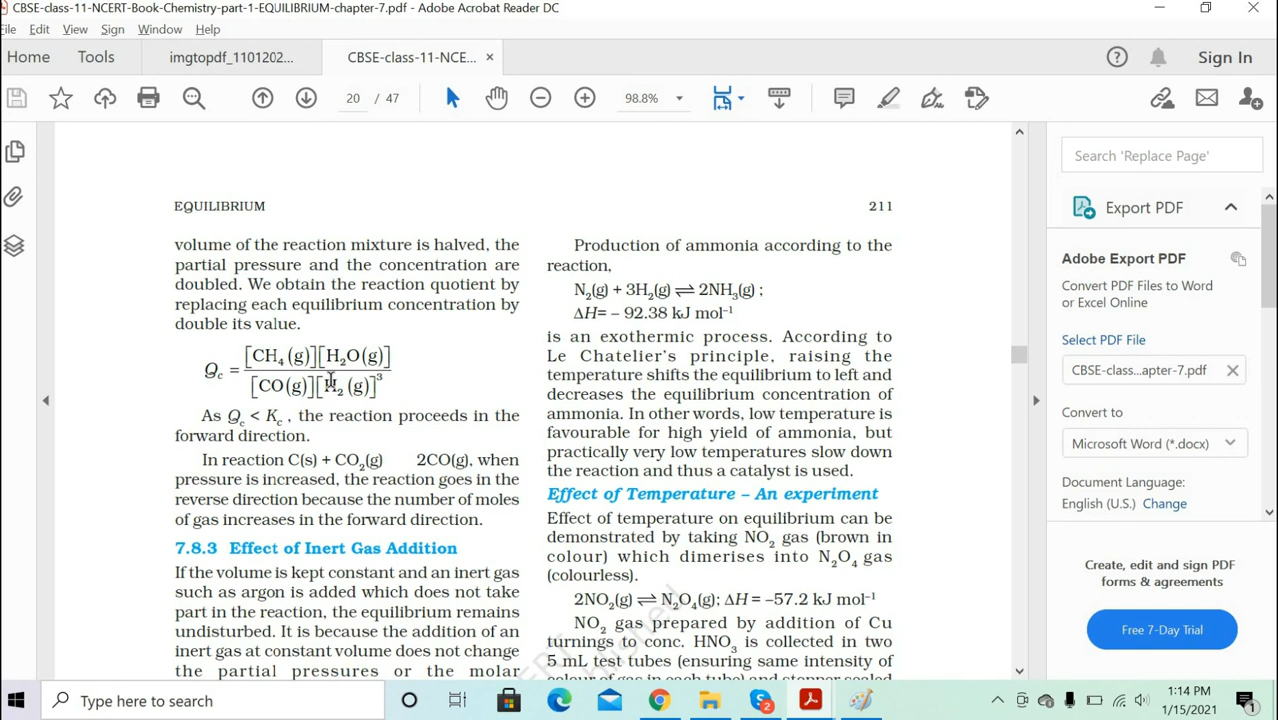 CBSE-class-11-NCERT-Book-Chemistry-part-1-EQUILIBRIUM-chapter-7.pdf - Adobe Acrobat Reader DC
File Edit View Sign Window Help
Home Tools imgtopdf_1101202... CBSE-class-11-NCE... × Sign In
20 / 47 98.8%
EQUILIBRIUM 211
volume of the reaction mixture is halved, the
partial pressure and the concentration are
doubled. We obtain the reaction quotient by
replacing each equilibrium concentration by
double its value.
Qc = [CH4(g)][H2O(g)] / [CO(g)][H2(g)]³
As Qc < Kc, the reaction proceeds in the
forward direction.
In reaction C(s) + CO2(g) 2CO(g), when
pressure is increased, the reaction goes in the
reverse direction because the number of moles
of gas increases in the forward direction.
7.8.3 Effect of Inert Gas Addition
If the volume is kept constant and an inert gas
such as argon is added which does not take
part in the reaction, the equilibrium remains
undisturbed. It is because the addition of an
inert gas at constant volume does not change
the partial pressures or the molar
Production of ammonia according to the
reaction,
N2(g) + 3H2(g) ⇌ 2NH3(g) ;
ΔH= – 92.38 kJ mol⁻¹
is an exothermic process. According to
Le Chatelier's principle, raising the
temperature shifts the equilibrium to left and
decreases the equilibrium concentration of
ammonia. In other words, low temperature is
favourable for high yield of ammonia, but
practically very low temperatures slow down
the reaction and thus a catalyst is used.
Effect of Temperature – An experiment
Effect of temperature on equilibrium can be
demonstrated by taking NO2 gas (brown in
colour) which dimerises into N2O4 gas
(colourless).
2NO2(g) ⇌ N2O4(g); ΔH = –57.2 kJ mol⁻¹
NO2 gas prepared by addition of Cu
turnings to conc. HNO3 is collected in two
5 mL test tubes (ensuring same intensity of
colour of gas in each tube) and stopper sealed
Search 'Replace Page'
Export PDF
Adobe Export PDF
Convert PDF Files to Word
or Excel Online
Select PDF File
CBSE-class...apter-7.pdf ×
Convert to
Microsoft Word (*.docx)
Document Language:
English (U.S.) Change
Create, edit and sign PDF
forms & agreements
Free 7-Day Trial
Type here to search
2
1:14 PM
1/15/2021
1